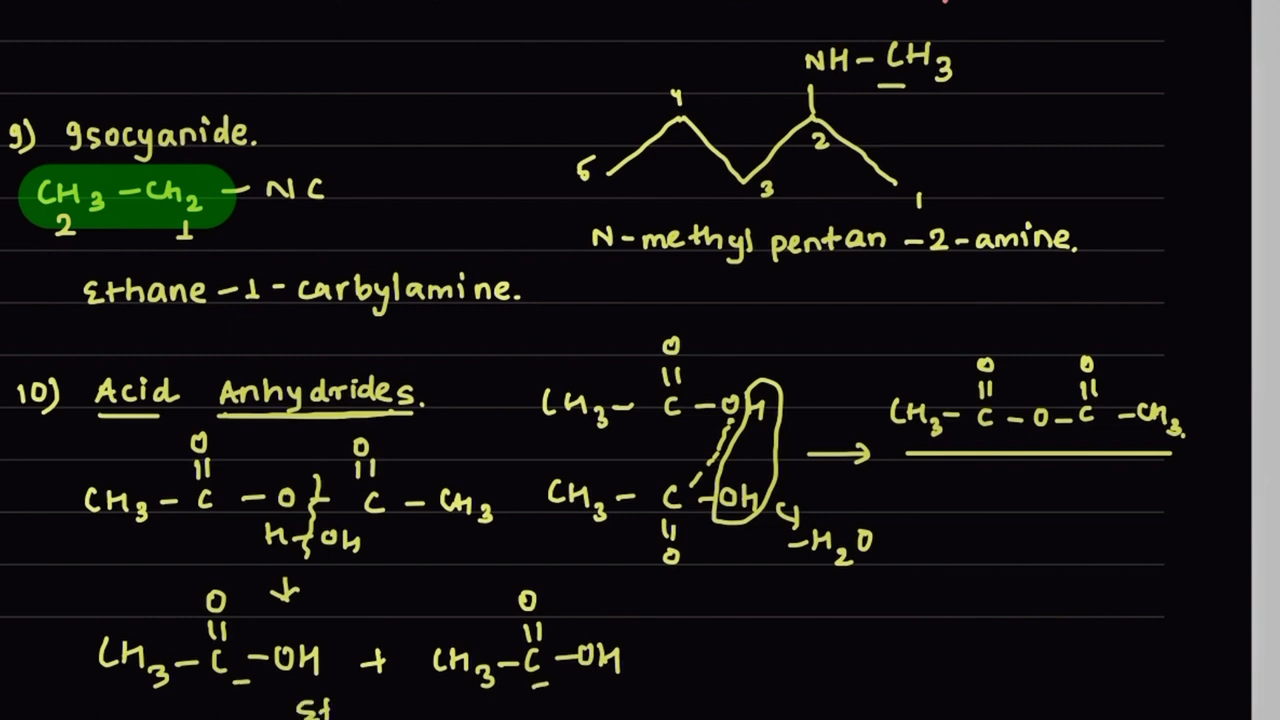 NH-CH3
4
2
5
3
1
N-methyl pentan -2-amine.
9) Isocyanide.
CH3-CH2-NC
2 1
Ethane-1-carbylamine.
10) Acid Anhydrides.
O O
|| ||
CH3-C-O-C-CH3
H-OH
↓
O O
|| ||
CH3-C-OH + CH3-C-OH
Et
O
||
CH3-C-OH
CH3-C-OH
||
O
-H2O
→
O O
|| ||
CH3-C-O-C-CH3.